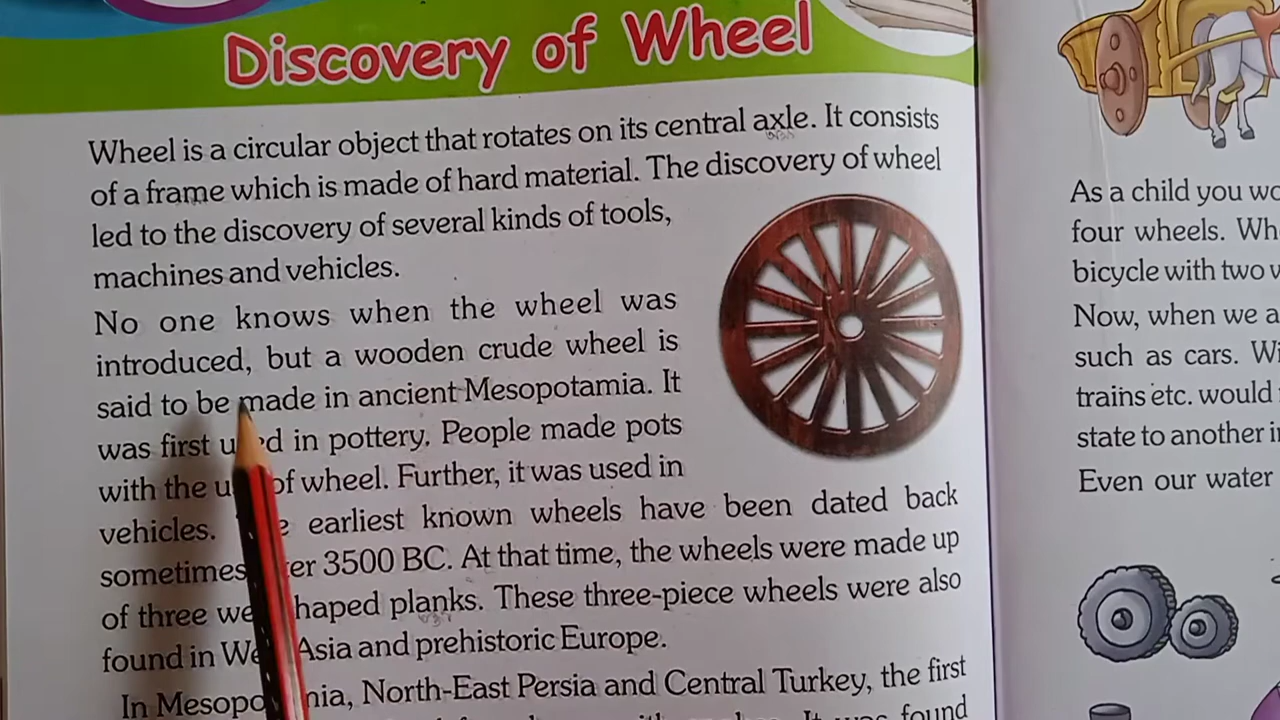 Discovery of Wheel
Wheel is a circular object that rotates on its central axle. It consists
of a frame which is made of hard material. The discovery of wheel
led to the discovery of several kinds of tools,
machines and vehicles.
No one knows when the wheel was
introduced, but a wooden crude wheel is
said to be made in ancient Mesopotamia. It
was first used in pottery. People made pots
with the use of wheel. Further, it was used in
vehicles. The earliest known wheels have been dated back
sometimes 3500 BC. At that time, the wheels were made up
of three planks. These three-piece wheels were also
found in Asia and prehistoric Europe.
In Mesopotamia, North-East Persia and Central Turkey, the first
It was found
As a child you
four wheels.
bicycle with two
Now, when we
such as cars.
trains etc. would
state to another
Even our water